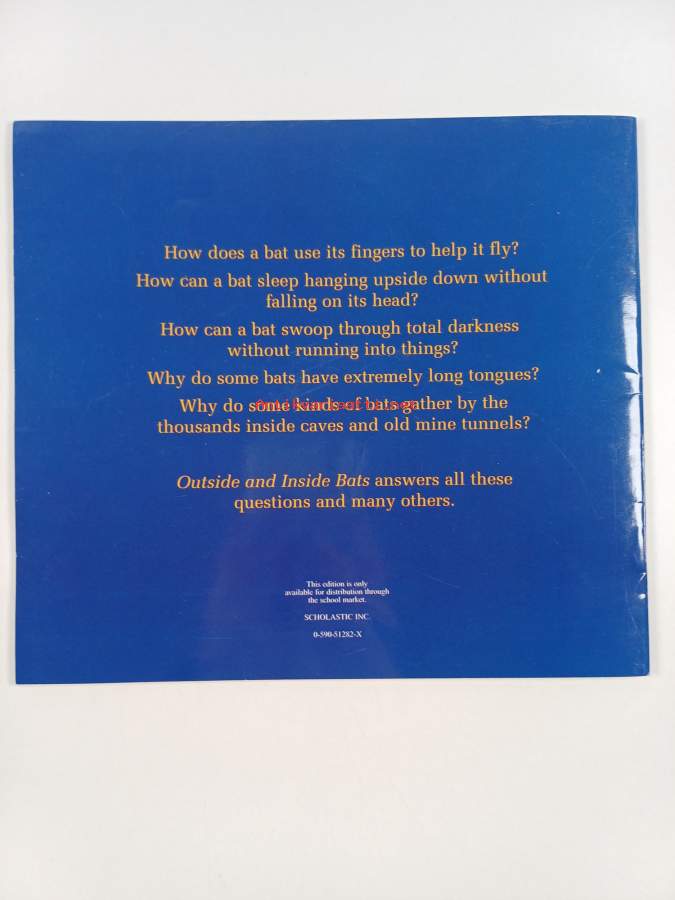 How does a bat use its fingers to help it fly?
How can a bat sleep hanging upside down without
falling on its head?
How can a bat swoop through total darkness
without running into things?
Why do some bats have extremely long tongues?
Why do some kinds of bats gather by the
thousands inside caves and old mine tunnels?
Outside and Inside Bats answers all these
questions and many others.
This edition is only
available for distribution through
the school market.
SCHOLASTIC INC.
0-590-51282-X